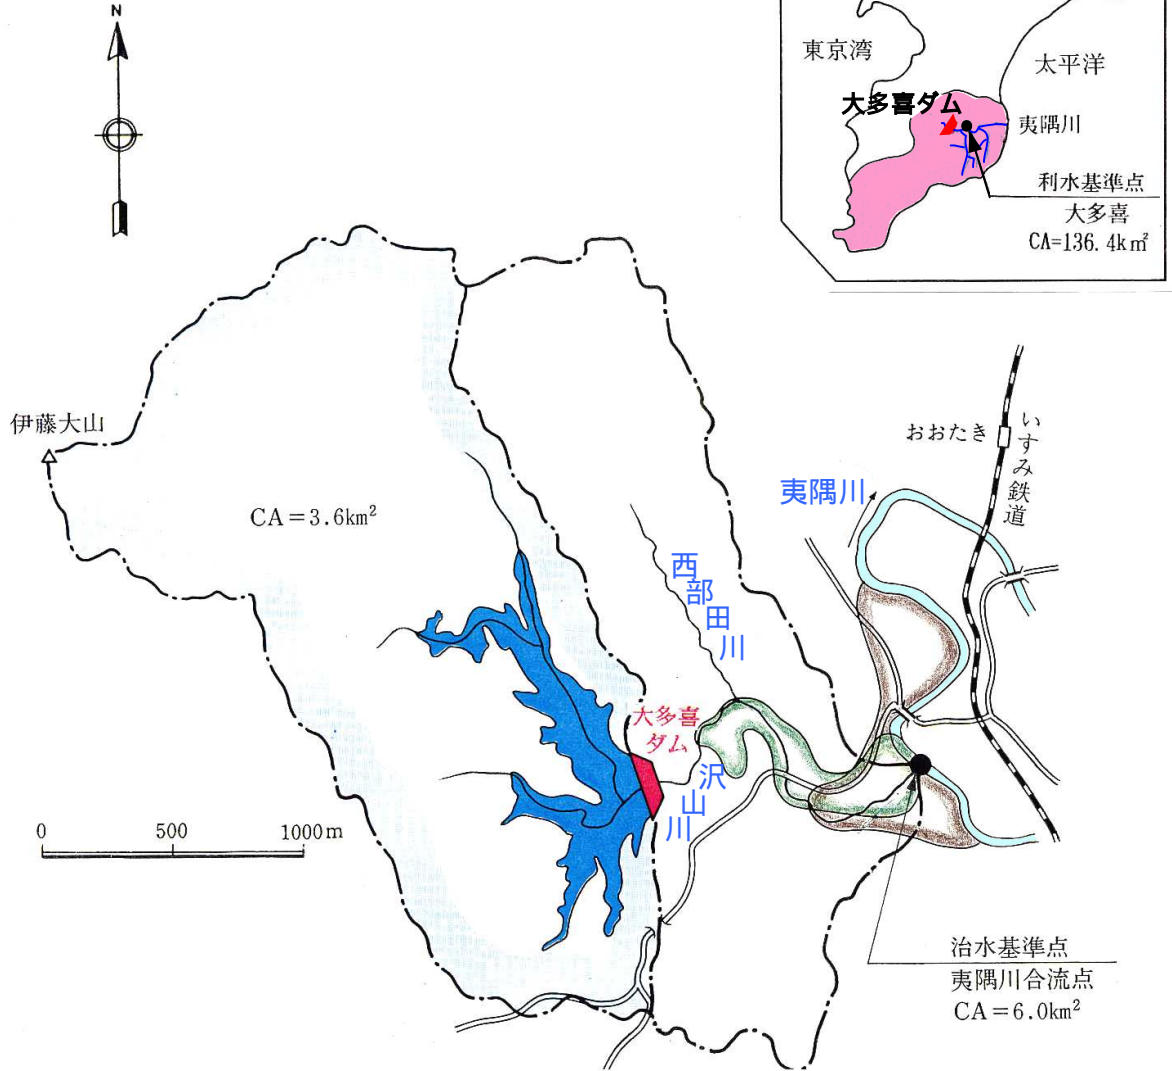 N
東京湾
太平洋
大多喜ダム
夷隅川
利水基準点
大多喜
CA=136.4km²
伊藤大山
おおたき
いすみ鉄道
夷隅川
CA=3.6km²
西部田川
大多喜
ダム
沢山川
0 500 1000m
治水基準点
夷隅川合流点
CA=6.0km²